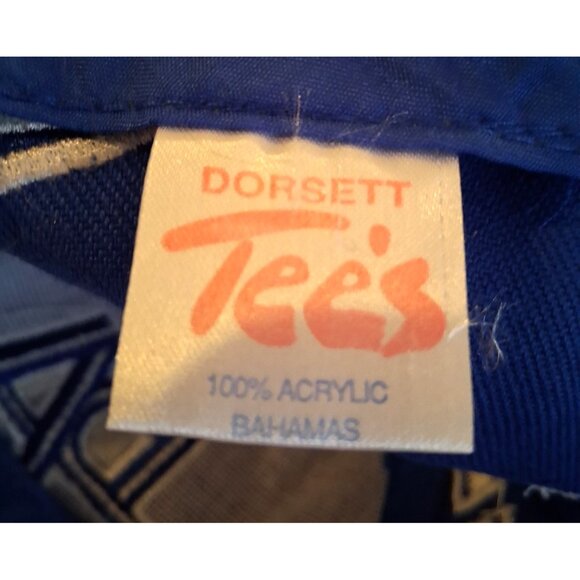 DORSETT
Tee's
100% ACRYLIC
BAHAMAS